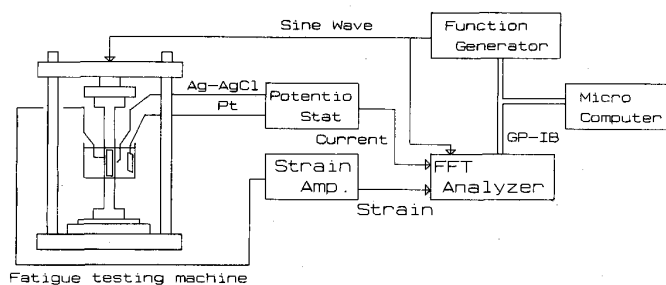 Sine Wave
Function
Generator
Ag-AgCl
Pt
Potentio
Stat
Micro
Computer
Current
GP-IB
Strain
Amp.
FFT
Analyzer
Strain
Fatigue testing machine